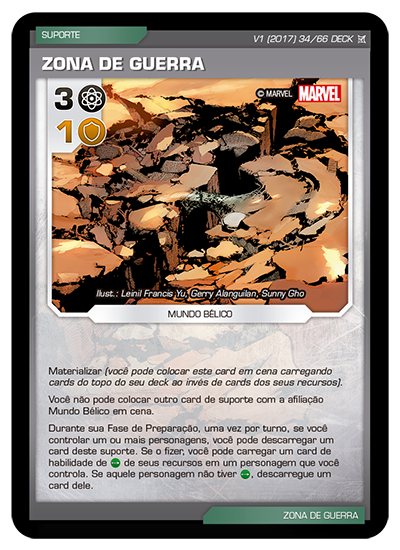 SUPORTE
V1 (2017) 34/66 DECK
ZONA DE GUERRA
3
© MARVEL MARVEL
10
Ilust.: Leinil Francis Yu, Gerry Alanguilan, Sunny Gho
MUNDO BÉLICO
Materializar (você pode colocar este card em cena carregando
cards do topo do seu deck ao invés de cards dos seus recursos).
Você não pode colocar outro card de suporte com a afiliação
Mundo Bélico em cena.
Durante sua Fase de Preparação, uma vez por turno, se você
controlar um ou mais personagens, você pode descarregar um
card deste suporte. Se o fizer, você pode carregar um card de
habilidade de de seus recursos em um personagem que você
controla. Se aquele personagem não tiver , descarregue um
card dele.
ZONA DE GUERRA